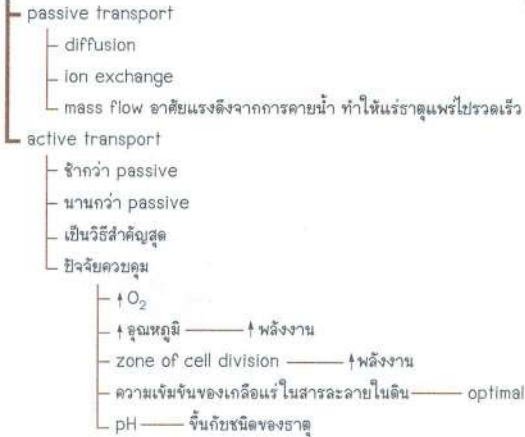 passive transport
diffusion
ion exchange
mass flow อาศัยแรงดึงจากการคายน้ำ ทำให้แร่ธาตุแพร่ไปรวดเร็ว
active transport
ช้ากว่า passive
นานกว่า passive
เป็นวิธีสำคัญสุด
ปัจจัยควบคุม
↑ O₂
↑ อุณหภูมิ ↑ พลังงาน
zone of cell division ↑ พลังงาน
ความเข้มข้นของเกลือแร่ในสารละลายในดิน optimal
pH ขึ้นกับชนิดของธาตุ